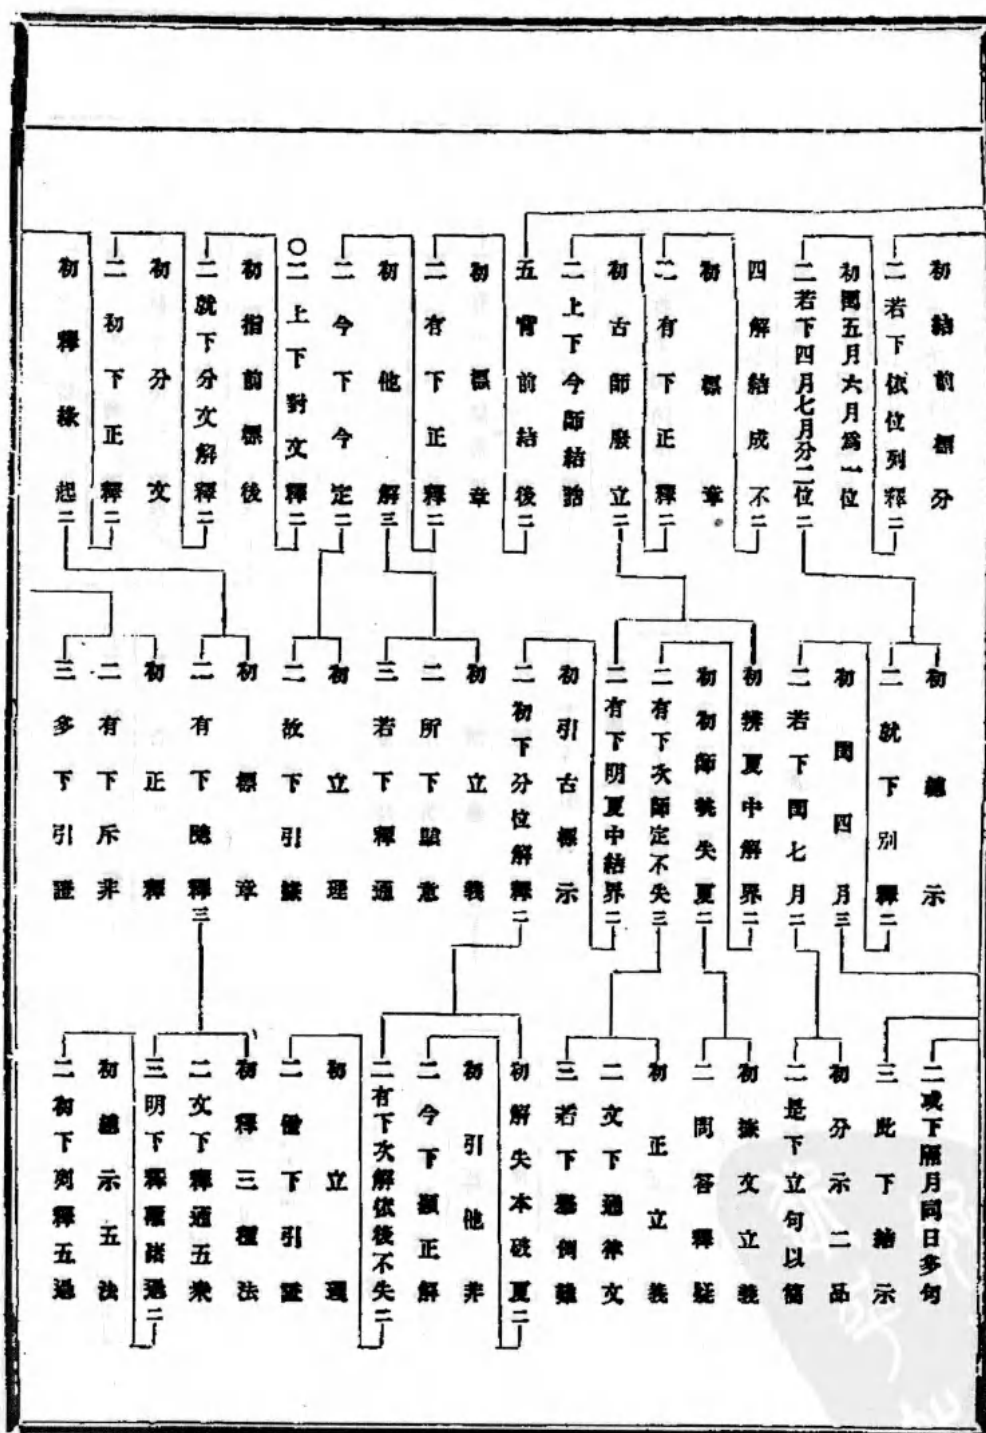 初結前標分
二若下依位列釋二
初閏五月六月爲一位
二若下四月七月分二位二
四解結成不二
初標章
二有下正釋二
初古師廢立二
二上下今師結誥
五背前結後二
初標章
二有下正釋二
初他解三
二今下今定二
○二上下對文釋二
初指前標後
二就下分文解釋二
初分文
二初下正釋二
初釋緣起二
初總示
二就下別釋二
初閏四月三
二若下閏七月二
初辨夏中解界二
初初師執失夏二
二有下次師定不失三
二有下明夏中結界二
初引古標示
二初下分位解釋二
初立義
二所下顯意
三若下釋通
初立理
二故下引據
初標章
二有下隨釋三
初正釋
二有下斥非
三多下引證
二或下隔月同日多句
三此下結示
初分示二品
二是下立句以簡
初據文立義
二問答釋疑
初正立義
二文下通律文
三若下舉例難
初解失本破夏二
初引他非
二今下顯正解
二有下次解依後不失二
初立理
二僧下引證
初釋三種法
二文下釋通五衆
三明下釋離諸過二
初總示五法
二初下列釋五過